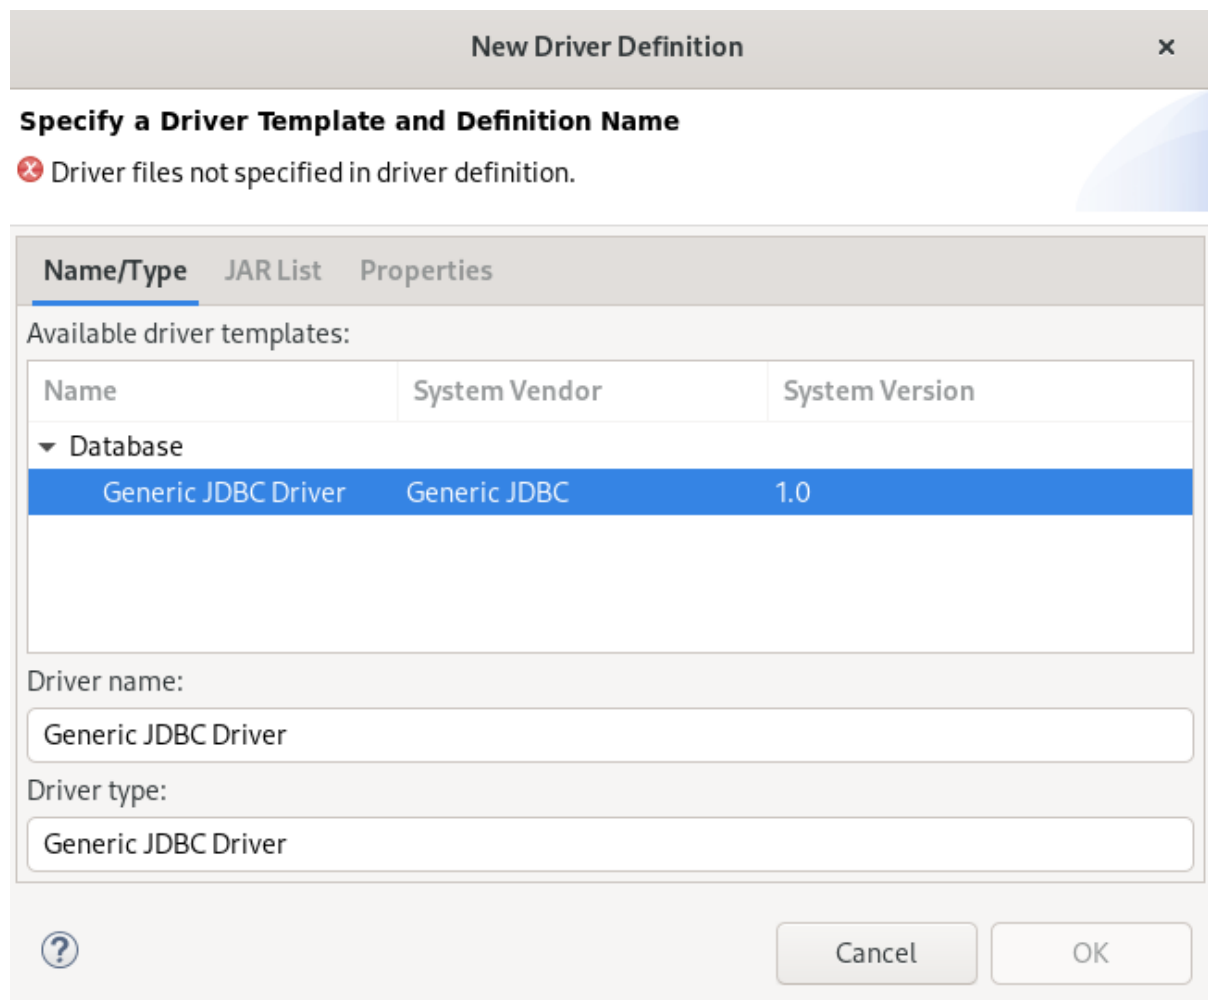 New Driver Definition ×
Specify a Driver Template and Definition Name
Driver files not specified in driver definition.
Name/Type JAR List Properties
Available driver templates:
Name System Vendor System Version
Database
Generic JDBC Driver Generic JDBC 1.0
Driver name:
Generic JDBC Driver
Driver type:
Generic JDBC Driver
? Cancel OK